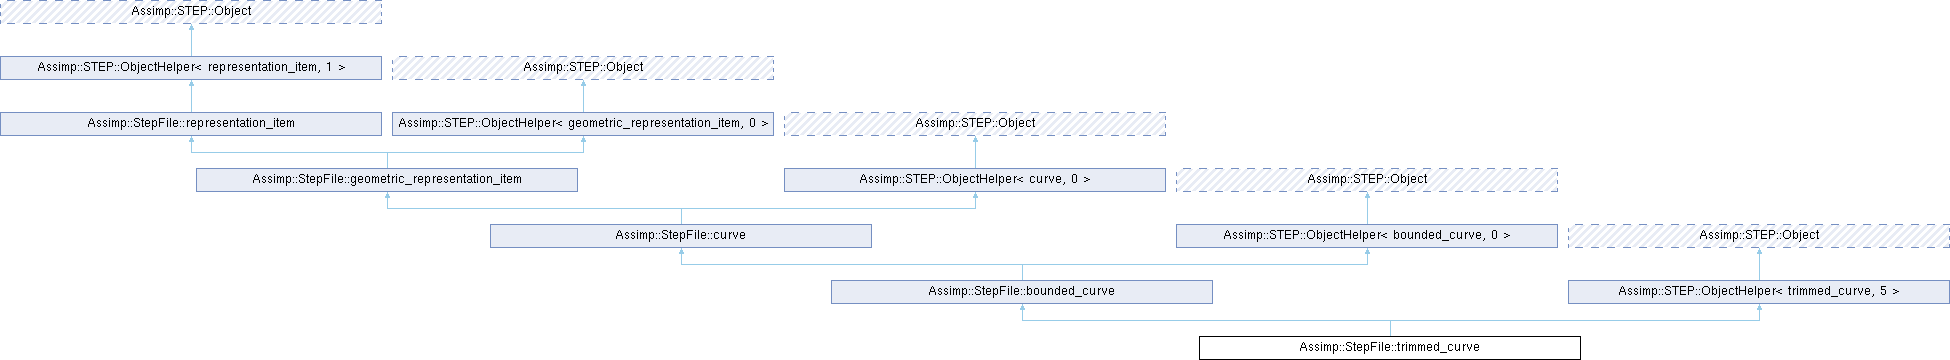 Assimp::STEP::Object
Assimp::STEP::ObjectHelper< representation_item, 1 >
Assimp::STEP::Object
Assimp::StepFile::representation_item
Assimp::STEP::ObjectHelper< geometric_representation_item, 0 >
Assimp::STEP::Object
Assimp::StepFile::geometric_representation_item
Assimp::STEP::ObjectHelper< curve, 0 >
Assimp::STEP::Object
Assimp::StepFile::curve
Assimp::STEP::ObjectHelper< bounded_curve, 0 >
Assimp::STEP::Object
Assimp::StepFile::bounded_curve
Assimp::STEP::ObjectHelper< trimmed_curve, 5 >
Assimp::StepFile::trimmed_curve